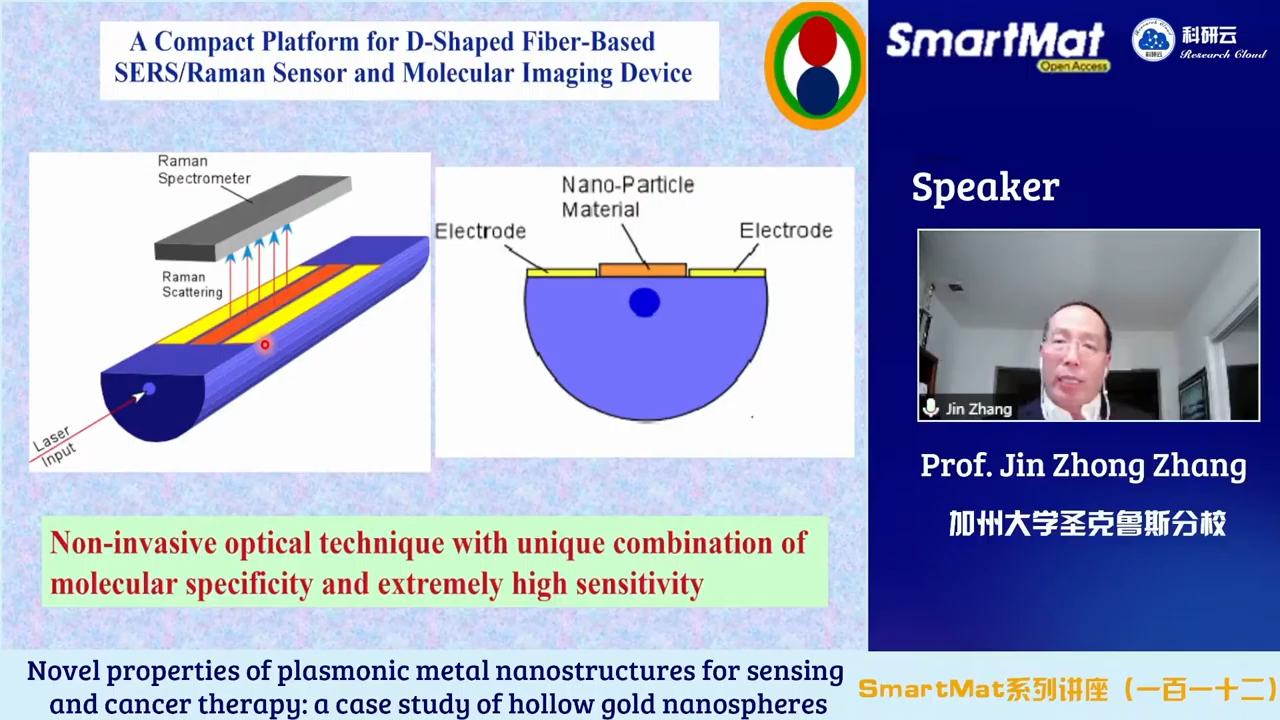 A Compact Platform for D-Shaped Fiber-Based
SERS/Raman Sensor and Molecular Imaging Device
Raman
Spectrometer
Raman
Scattering
Laser
Input
Nano-Particle
Material
Electrode
Electrode
Non-invasive optical technique with unique combination of
molecular specificity and extremely high sensitivity
SmartMat
Open Access
科研云
Research Cloud
Speaker
Jin Zhang
Prof. Jin Zhong Zhang
加州大学圣克鲁斯分校
Novel properties of plasmonic metal nanostructures for sensing
and cancer therapy: a case study of hollow gold nanospheres
SmartMat系列讲座（一百一十二）